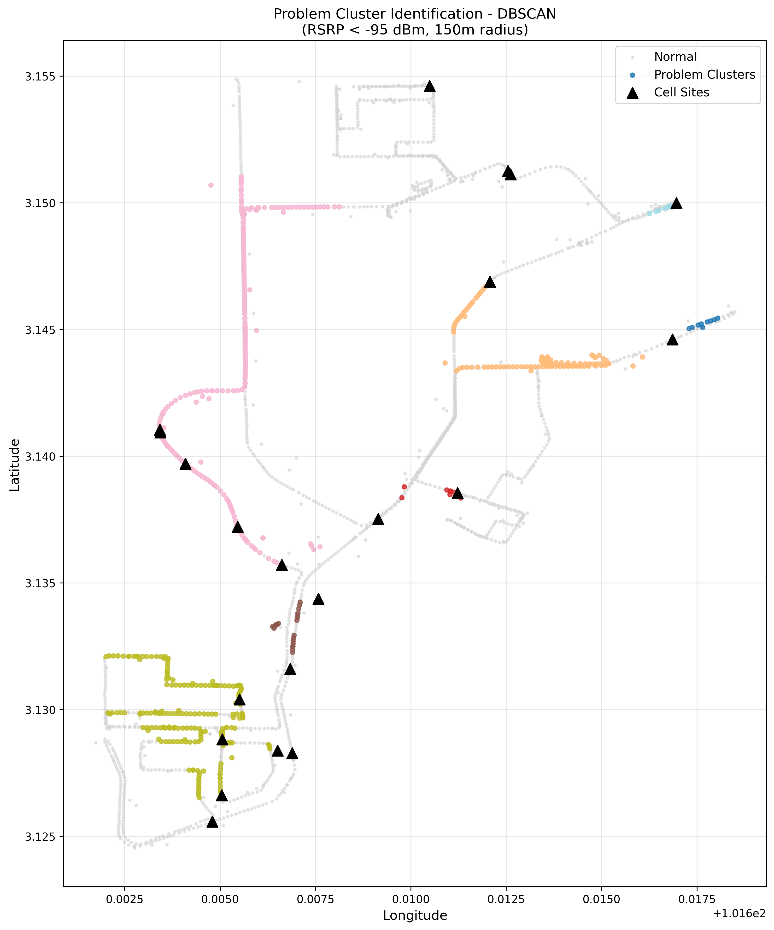 Problem Cluster Identification - DBSCAN
(RSRP < -95 dBm, 150m radius)
Normal
Problem Clusters
Cell Sites
3.155
3.150
3.145
3.140
3.135
3.130
3.125
Latitude
0.0025
0.0050
0.0075
0.0100
0.0125
0.0150
0.0175
+1.016e2
Longitude